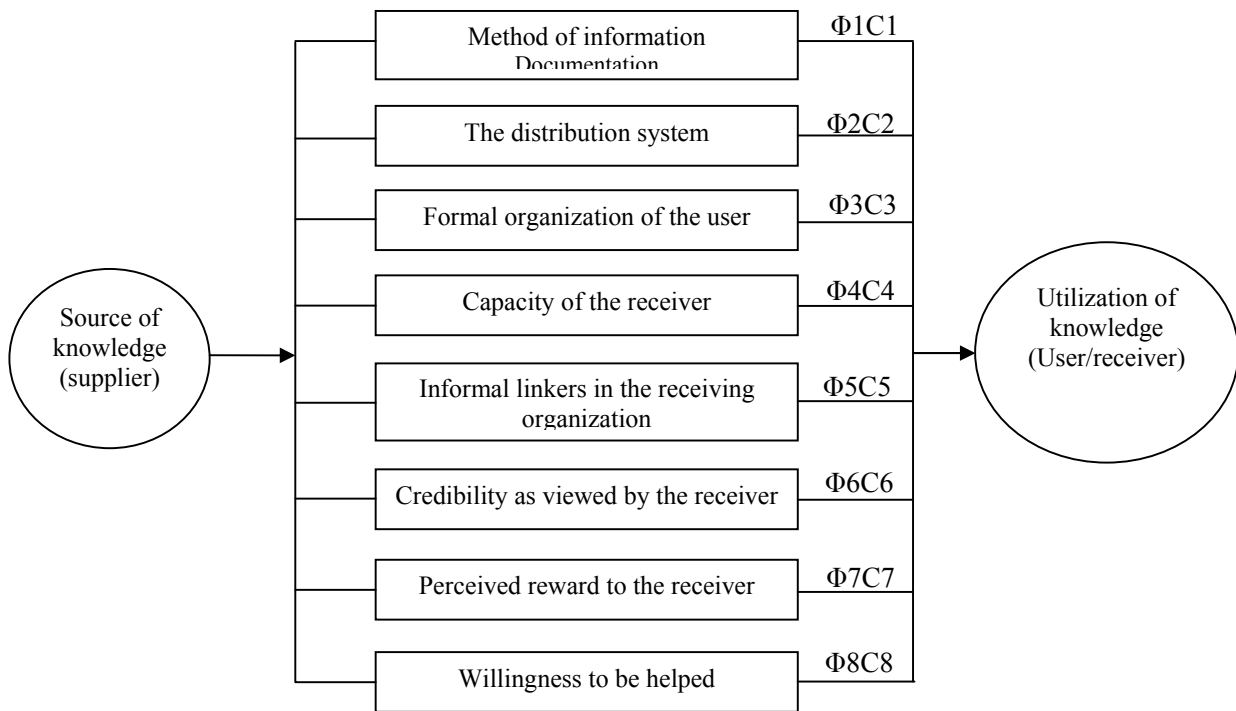 Method of information
Documentation
Φ1C1
The distribution system
Φ2C2
Formal organization of the user
Φ3C3
Capacity of the receiver
Φ4C4
Source of
knowledge
(supplier)
Utilization of
knowledge
(User/receiver)
Informal linkers in the receiving
organization
Φ5C5
Credibility as viewed by the receiver
Φ6C6
Perceived reward to the receiver
Φ7C7
Willingness to be helped
Φ8C8